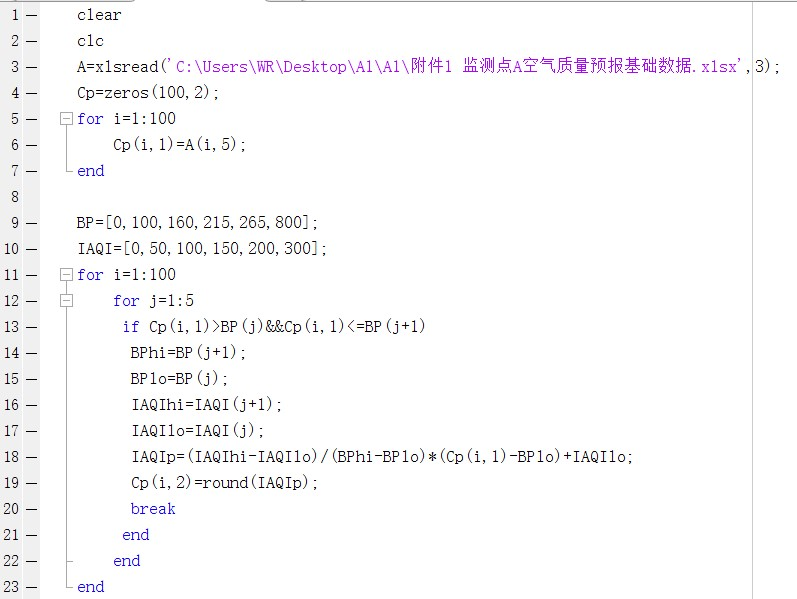 1 clear
2 clc
3 A=xlsread('C:\Users\WR\Desktop\A1\A1\附件1 监测点A空气质量预报基础数据.xlsx',3);
4 Cp=zeros(100,2);
5 for i=1:100
6 Cp(i,1)=A(i,5);
7 end
8
9 BP=[0,100,160,215,265,800];
10 IAQI=[0,50,100,150,200,300];
11 for i=1:100
12 for j=1:5
13 if Cp(i,1)>BP(j)&&Cp(i,1)<=BP(j+1)
14 BPhi=BP(j+1);
15 BPlo=BP(j);
16 IAQIhi=IAQI(j+1);
17 IAQIlo=IAQI(j);
18 IAQIp=(IAQIhi-IAQIlo)/(BPhi-BPlo)*(Cp(i,1)-BPlo)+IAQIlo;
19 Cp(i,2)=round(IAQIp);
20 break
21 end
22 end
23 end